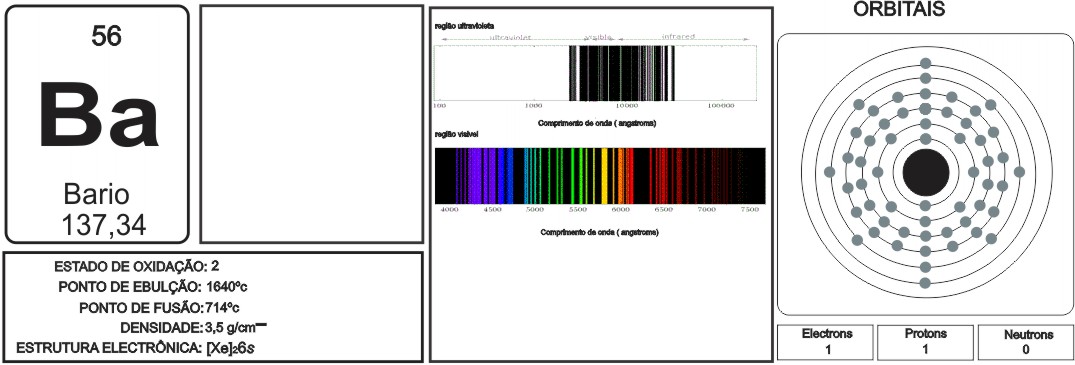 56
Ba
Bario
137,34
ESTADO DE OXIDAÇÃO: 2
PONTO DE EBULÇÃO: 1640ºc
PONTO DE FUSÃO:714ºc
DENSIDADE:3,5 g/cm
ESTRUTURA ELECTRÔNICA: [Xe]26s
região ultravioleta
ultraviolet visible infrared
100 1000 10000 100000
Comprimento de onda ( angstroms)
região visível
4000 4500 5000 5500 6000 6500 7000 7500
Comprimento de onda ( angstroms)
ORBITAIS
Electrons Protons Neutrons
1 1 0